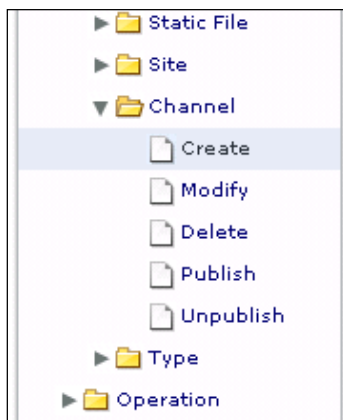 Static File
Site
Channel
Create
Modify
Delete
Publish
Unpublish
Type
Operation